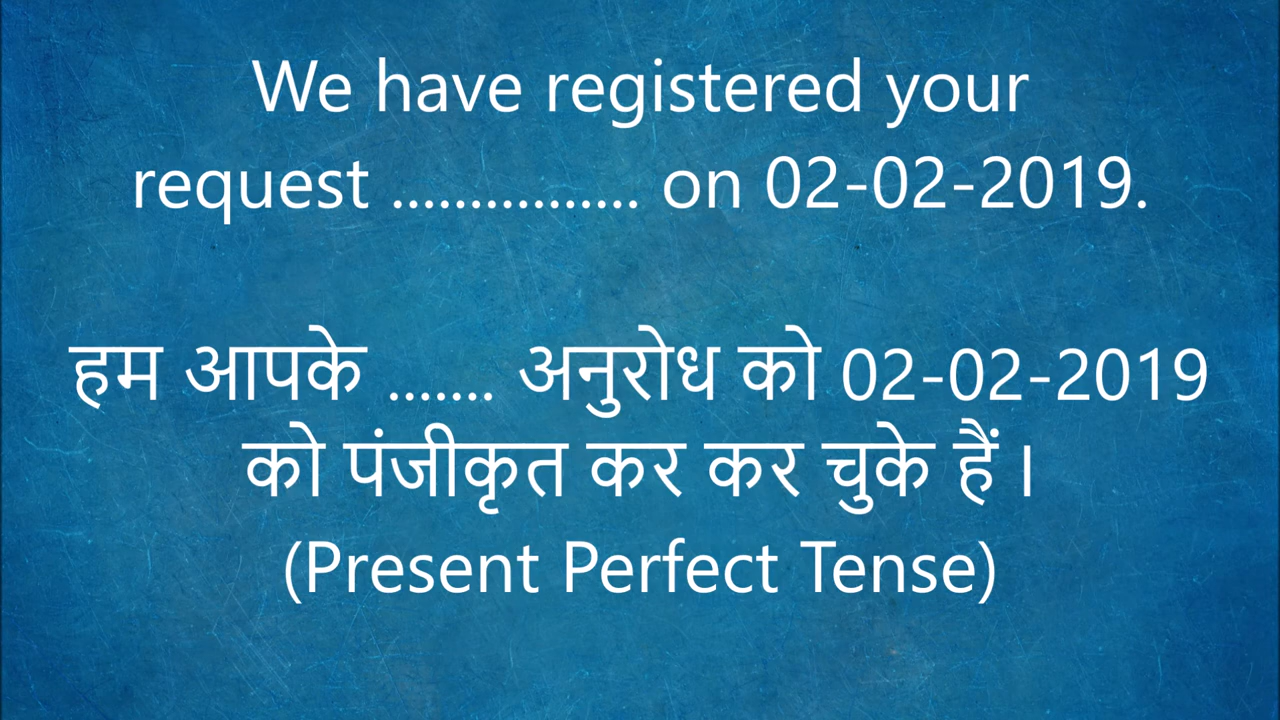 We have registered your
request ................ on 02-02-2019.
हम आपके ....... अनुरोध को 02-02-2019
को पंजीकृत कर कर चुके हैं ।
(Present Perfect Tense)